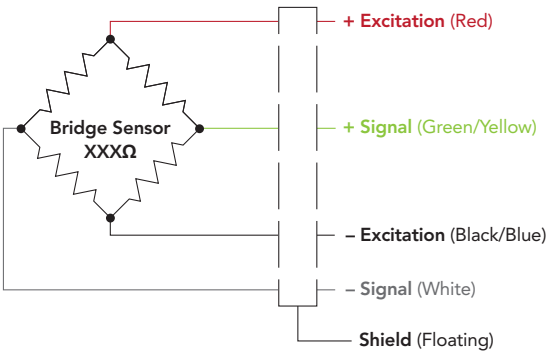 + Excitation (Red)
Bridge Sensor
XXXΩ
+ Signal (Green/Yellow)
– Excitation (Black/Blue)
– Signal (White)
Shield (Floating)